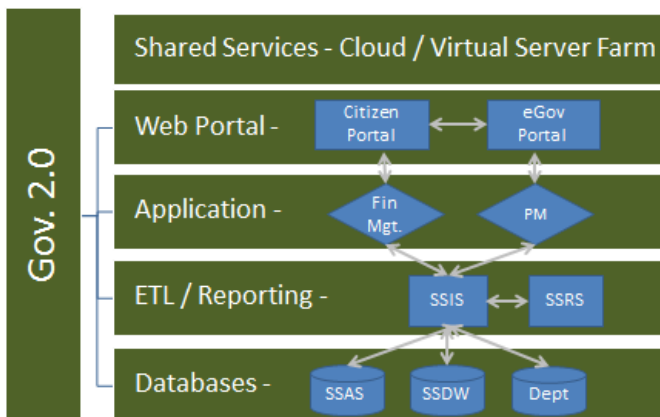 Gov. 2.0
Shared Services - Cloud / Virtual Server Farm
Web Portal -
Citizen
Portal
eGov
Portal
Application -
Fin
Mgt.
PM
ETL / Reporting -
SSIS
SSRS
Databases -
SSAS
SSDW
Dept